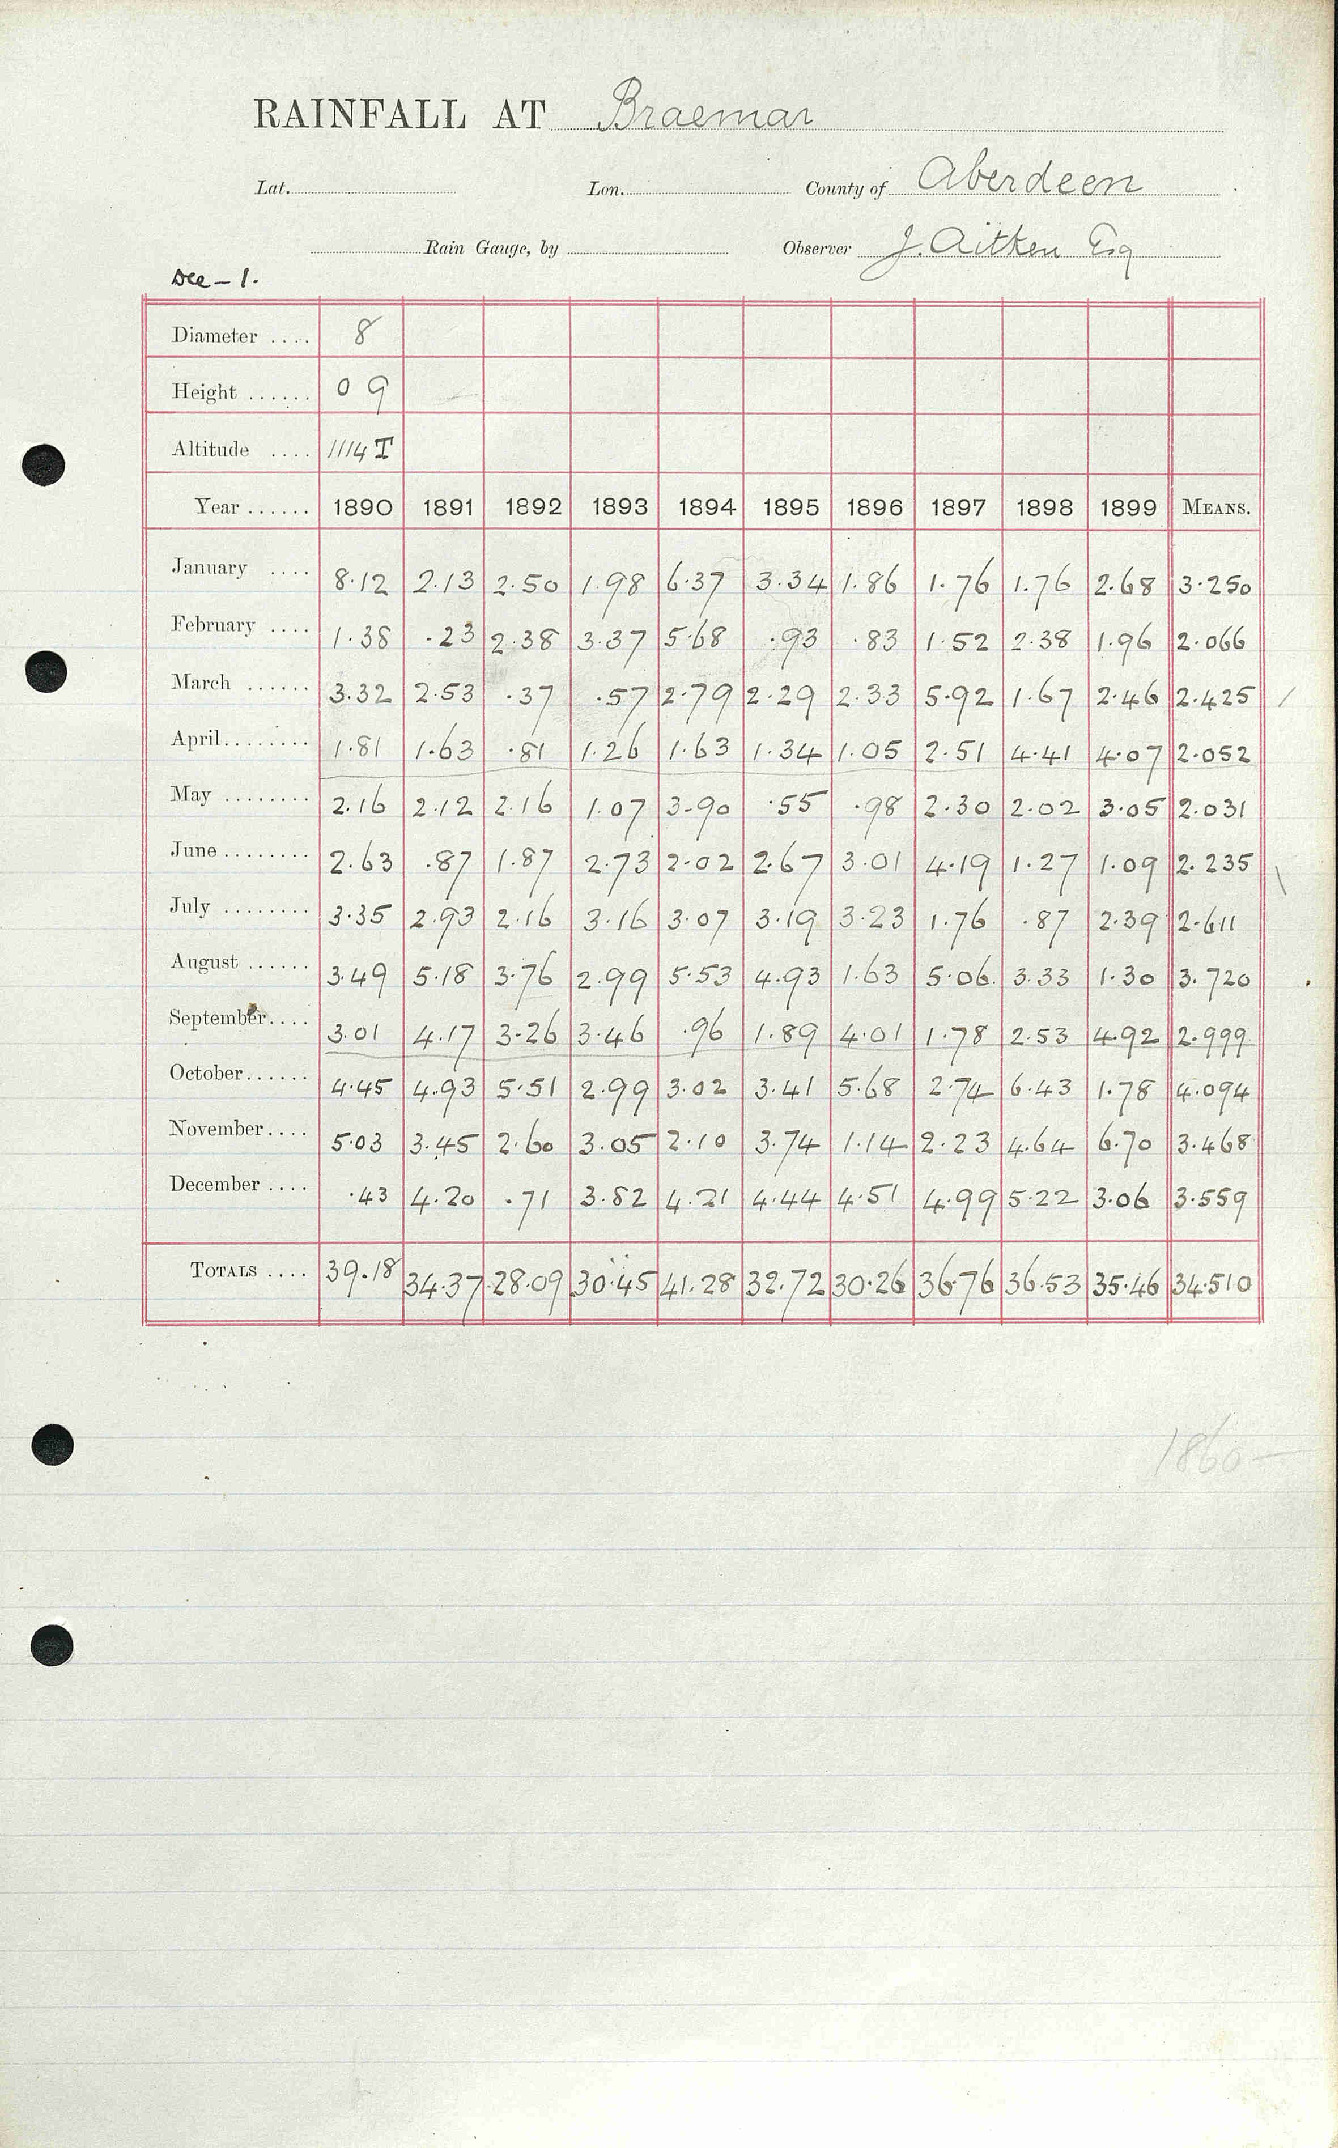 RAINFALL AT Braemar
Lat. Lon. County of Aberdeen
Rain Gauge, by Observer J. Aitken Esq
Dee - 1.
Diameter .... 8
Height ...... 0 9
Altitude .... 1114 T
Year ...... 1890 1891 1892 1893 1894 1895 1896 1897 1898 1899 MEANS.
January .... 8.12 2.13 2.50 1.98 6.37 3.34 1.86 1.76 1.76 2.68 3.250
February .... 1.38 .23 2.38 3.37 5.68 .93 .83 1.52 2.38 1.96 2.066
March ...... 3.32 2.53 .37 .57 2.79 2.29 2.33 5.92 1.67 2.46 2.425 /
April........ 1.81 1.63 .81 1.26 1.63 1.34 1.05 2.51 4.41 4.07 2.052
May ........ 2.16 2.12 2.16 1.07 3.90 .55 .98 2.30 2.02 3.05 2.031
June ........ 2.63 .87 1.87 2.73 2.02 2.67 3.01 4.19 1.27 1.09 2.235 \
July ........ 3.35 2.93 2.16 3.16 3.07 3.19 3.23 1.76 .87 2.39 2.611
August ...... 3.49 5.18 3.76 2.99 5.53 4.93 1.63 5.06 3.33 1.30 3.720
September.... 3.01 4.17 3.26 3.46 .96 1.89 4.01 1.78 2.53 4.92 2.999
October...... 4.45 4.93 5.51 2.99 3.02 3.41 5.68 2.74 6.43 1.78 4.094
November.... 5.03 3.45 2.60 3.05 2.10 3.74 1.14 2.23 4.64 6.70 3.468
December .... .43 4.20 .71 3.82 4.21 4.44 4.51 4.99 5.22 3.06 3.559
TOTALS .... 39.18 34.37 28.09 30.45 41.28 32.72 30.26 36.76 36.53 35.46 34.510
1860-